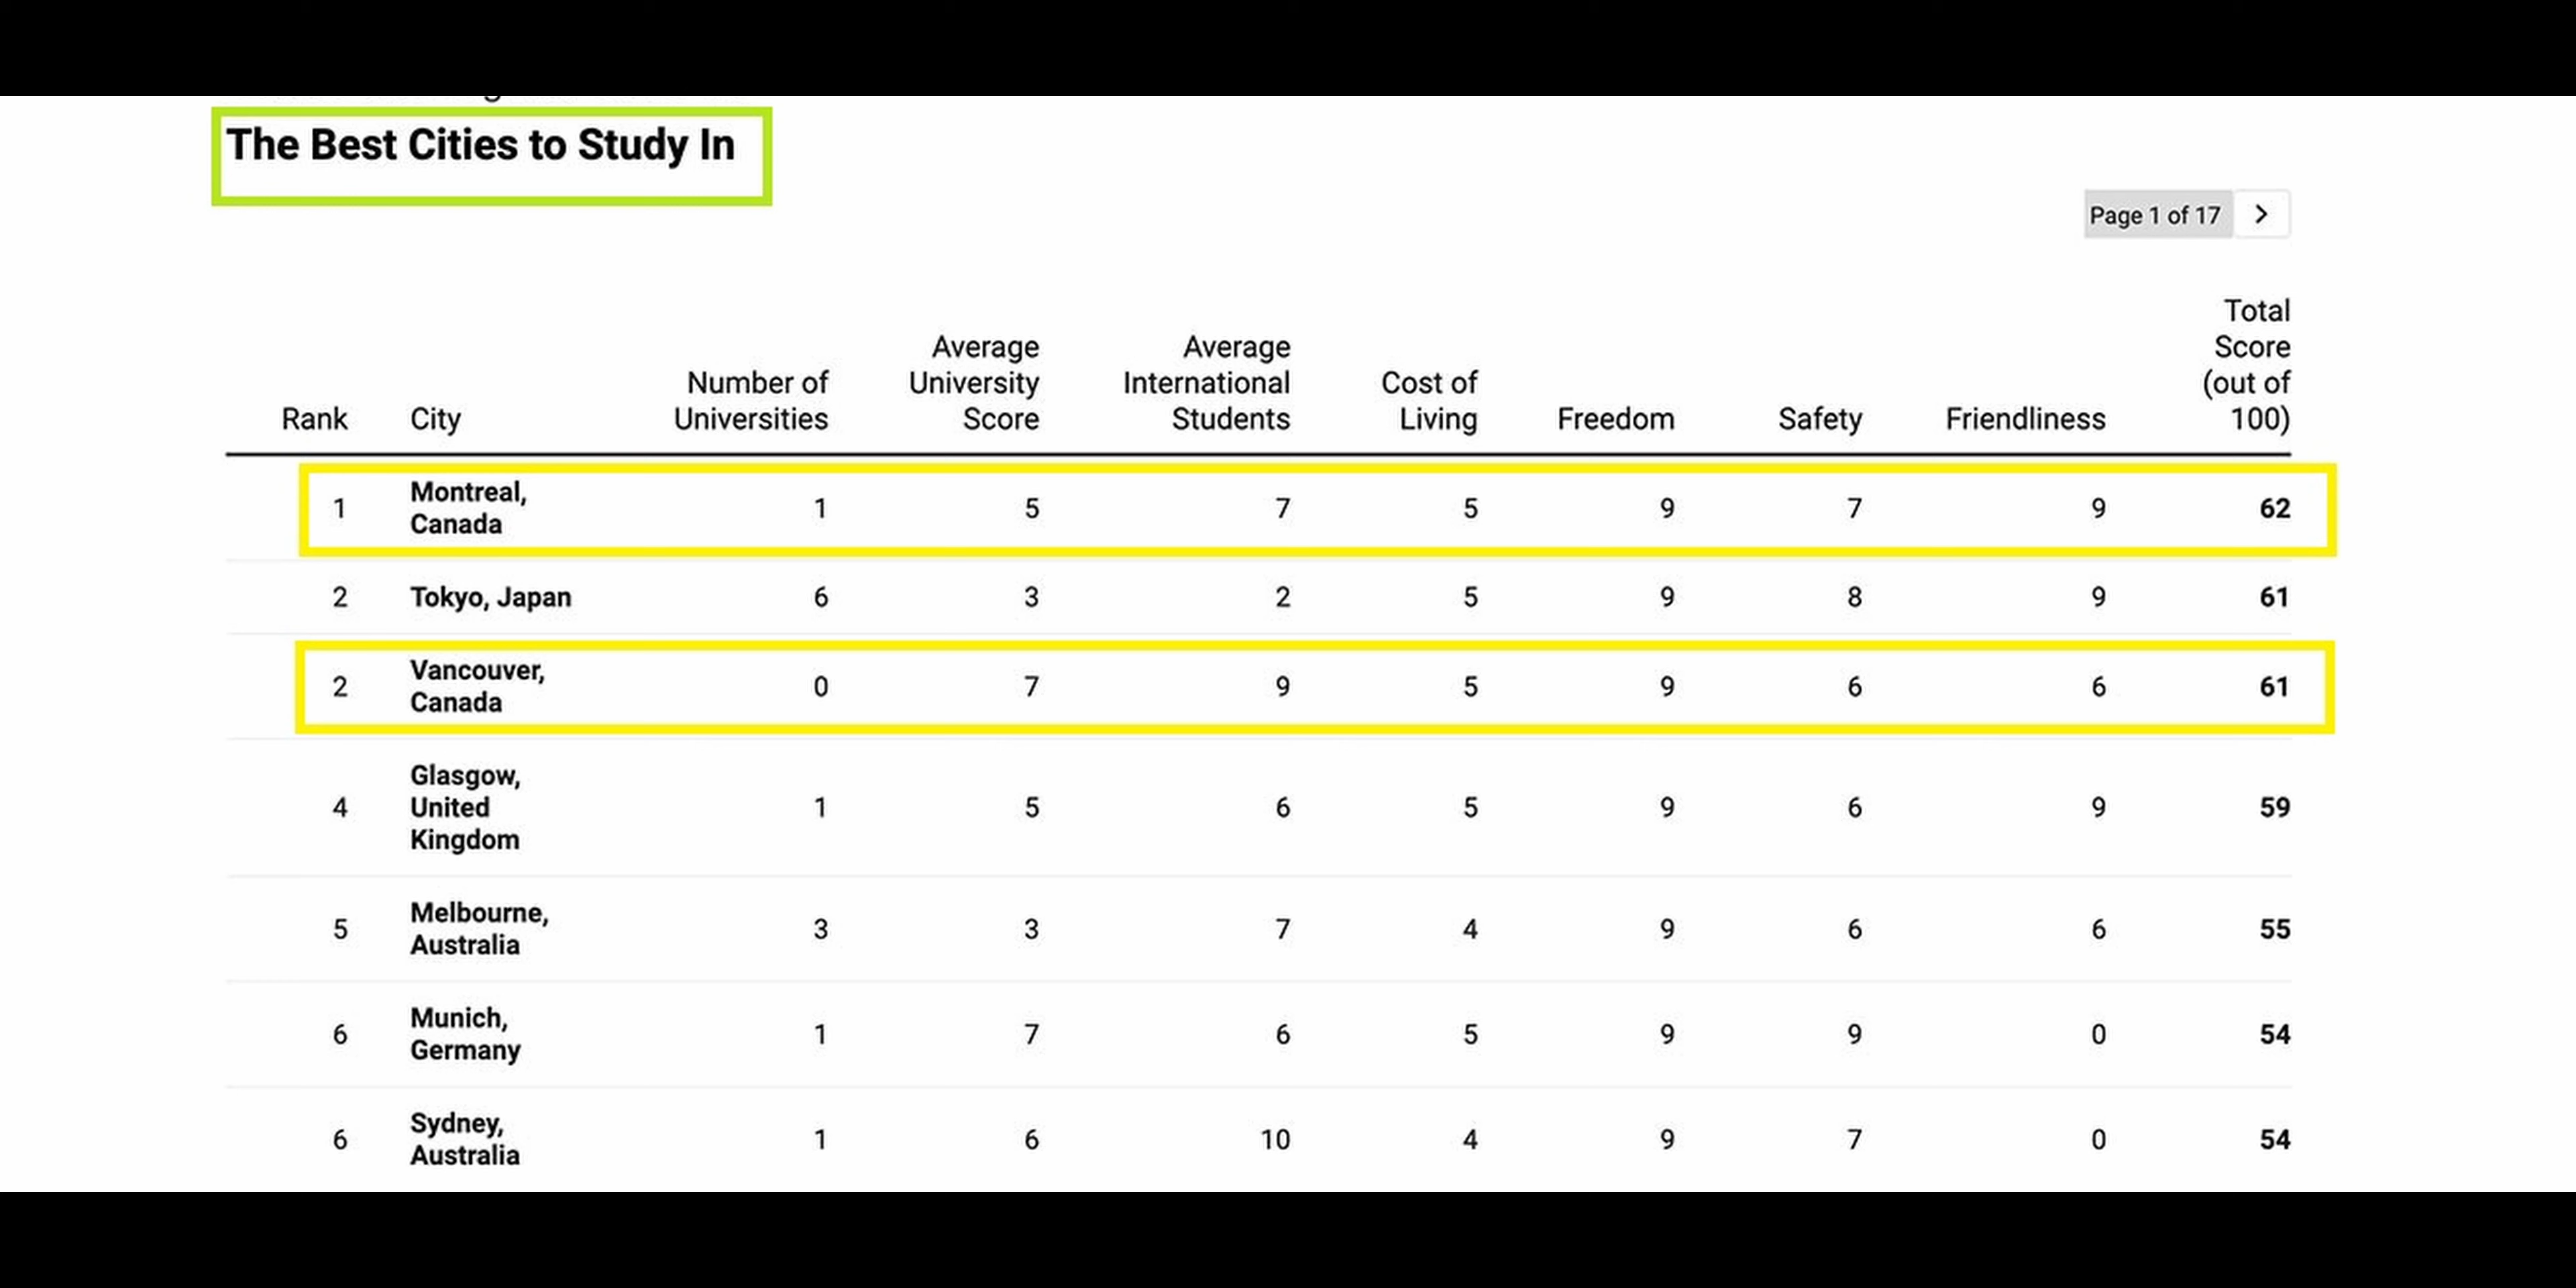 The Best Cities to Study In
Page 1 of 17 >
Rank City Number of Universities Average University Score Average International Students Cost of Living Freedom Safety Friendliness Total Score (out of 100)
1 Montreal, Canada 1 5 7 5 9 7 9 62
2 Tokyo, Japan 6 3 2 5 9 8 9 61
2 Vancouver, Canada 0 7 9 5 9 6 6 61
4 Glasgow, United Kingdom 1 5 6 5 9 6 9 59
5 Melbourne, Australia 3 3 7 4 9 6 6 55
6 Munich, Germany 1 7 6 5 9 9 0 54
6 Sydney, Australia 1 6 10 4 9 7 0 54